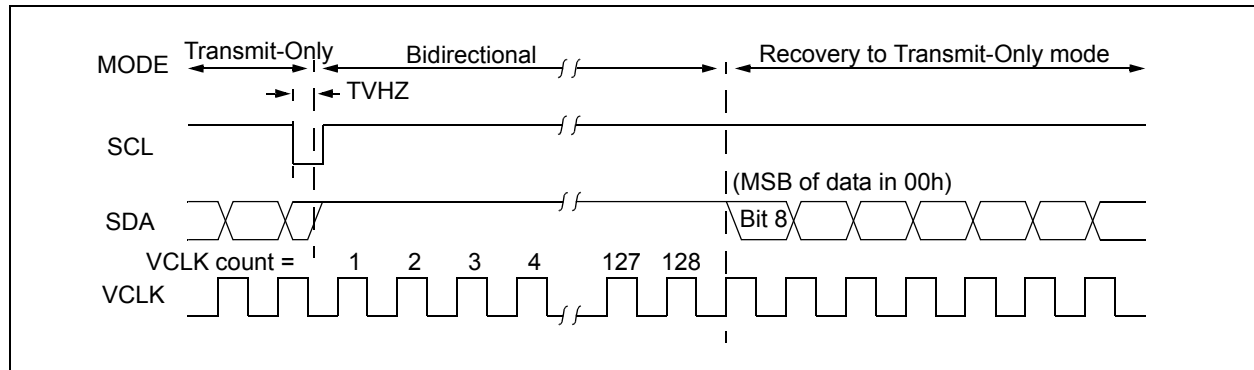 Transmit-Only Bidirectional Recovery to Transmit-Only mode
MODE
TVHZ
SCL
(MSB of data in 00h)
SDA Bit 8
VCLK count = 1 2 3 4 127 128
VCLK